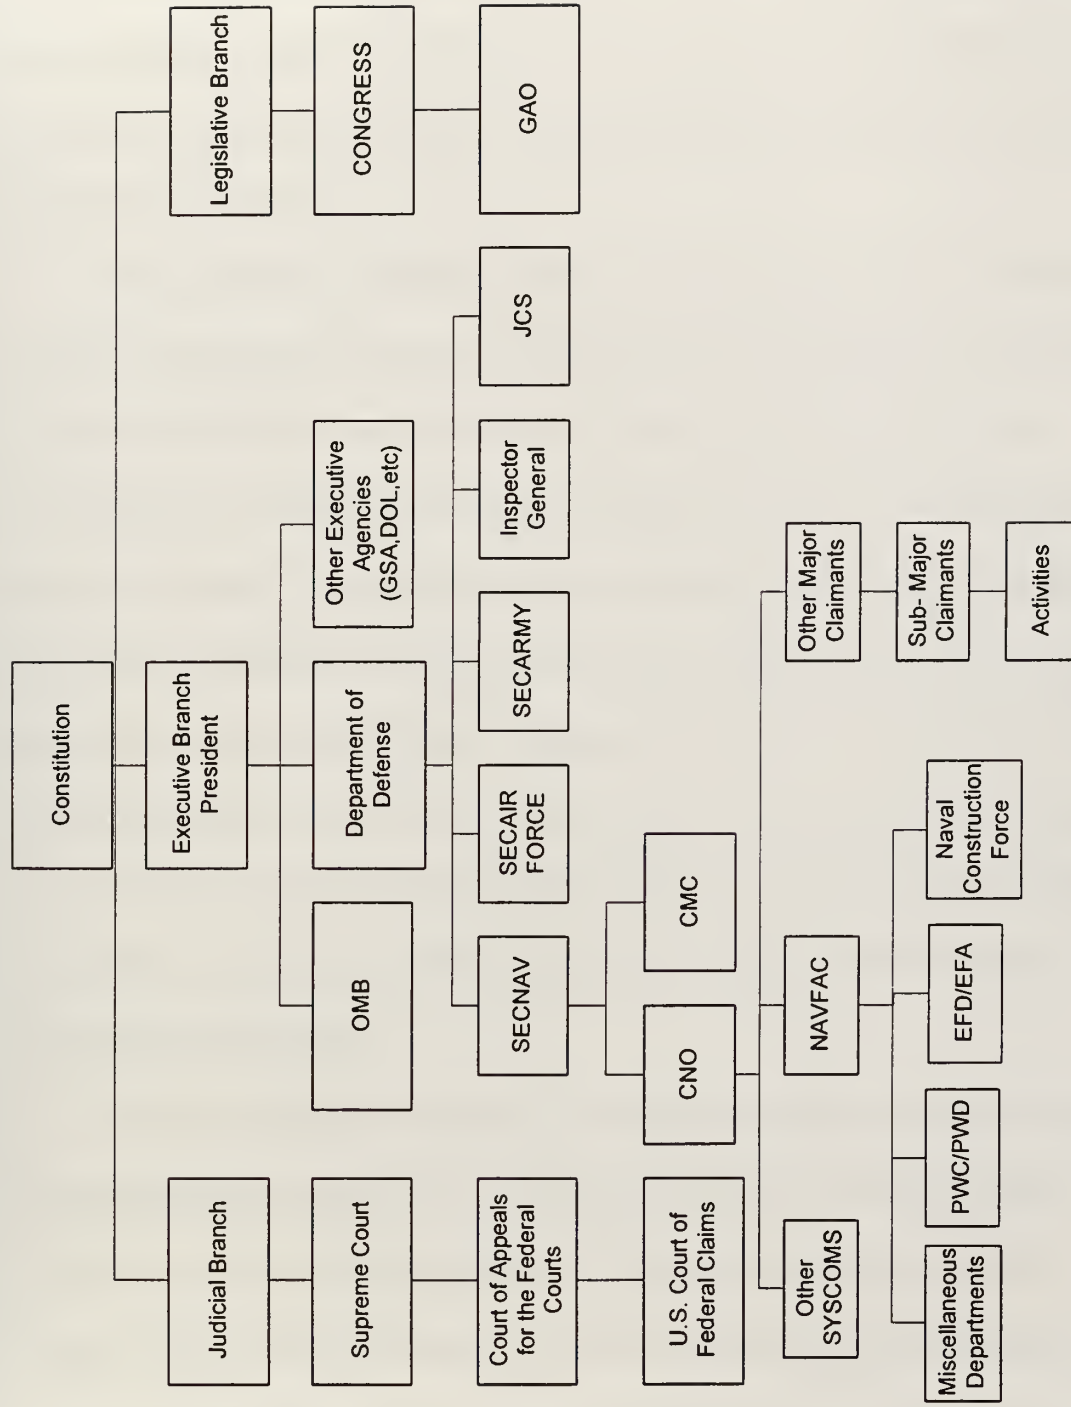 Constitution
Judicial Branch
Executive Branch
President
Legislative Branch
Supreme Court
OMB
Department of
Defense
Other Executive
Agencies
(GSA,DOL,etc)
CONGRESS
Court of Appeals
for the Federal
Courts
SECNAV
SECAIR
FORCE
SECARMY
Inspector
General
JCS
GAO
U.S. Court of
Federal Claims
CNO
CMC
Other
SYSCOMS
NAVFAC
Other Major
Claimants
Miscellaneous
Departments
PWC/PWD
EFD/EFA
Naval
Construction
Force
Sub- Major
Claimants
Activities